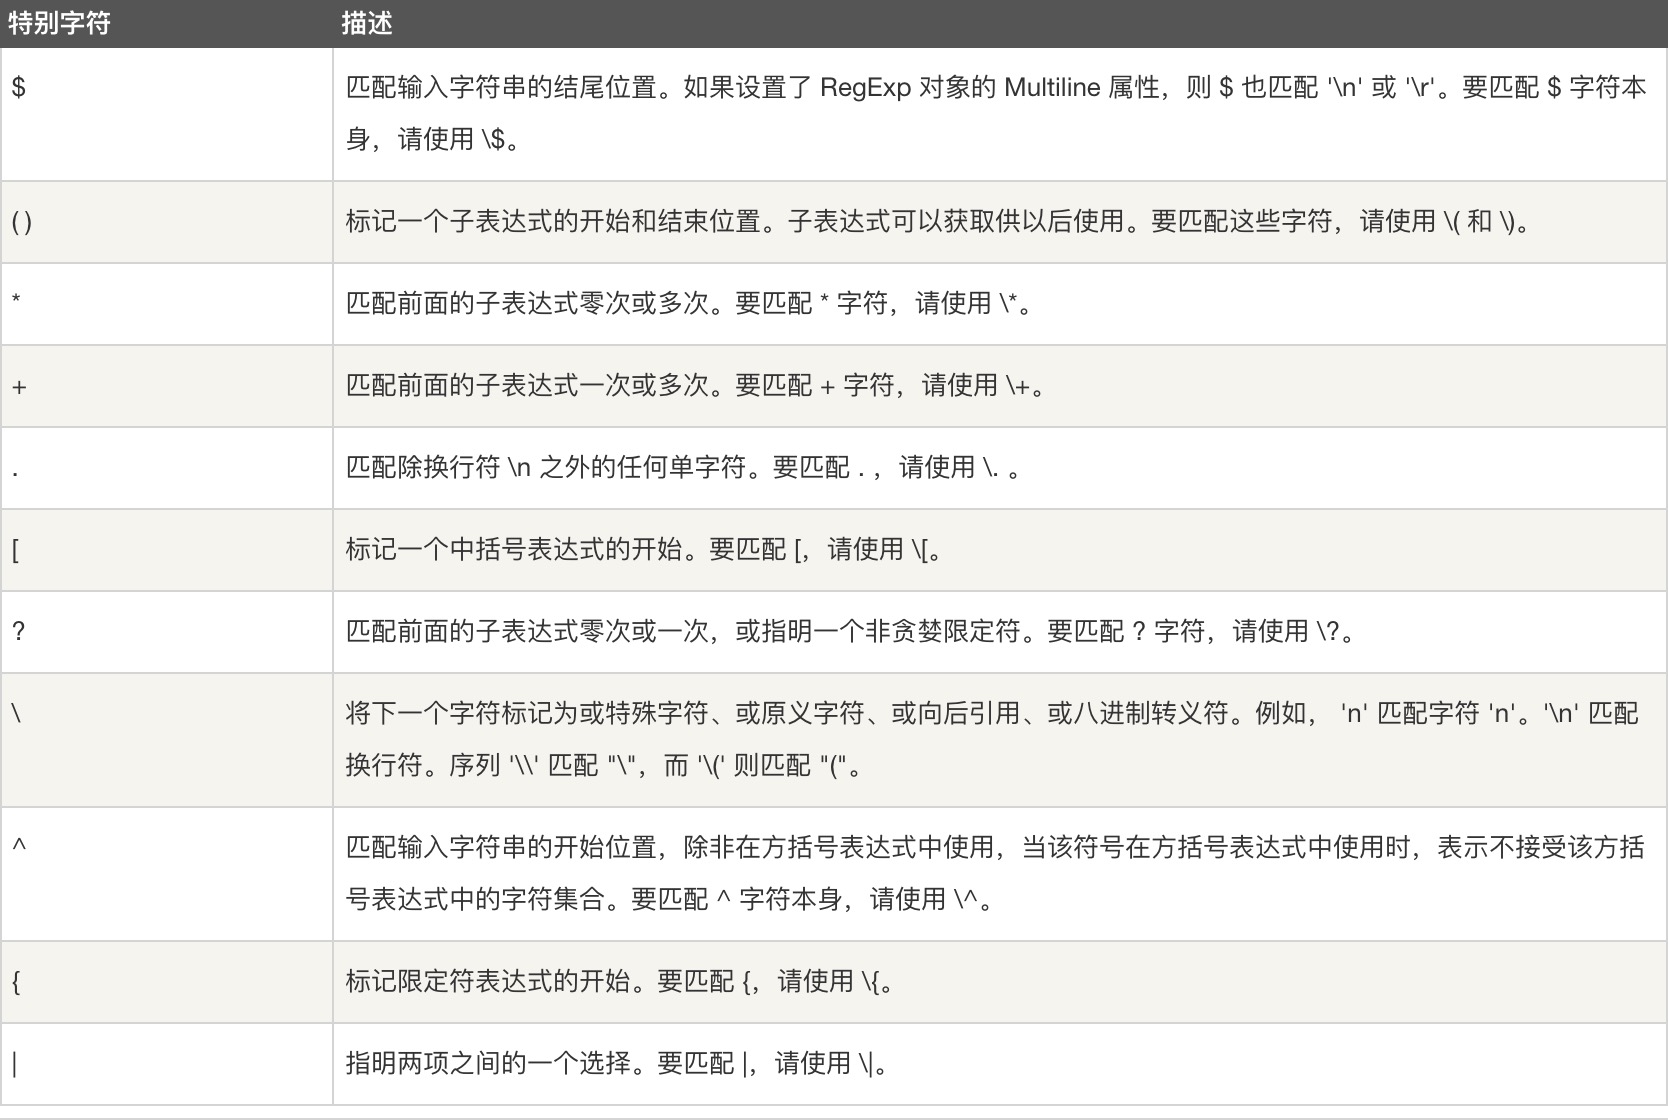 特别字符 描述
$ 匹配输入字符串的结尾位置。如果设置了 RegExp 对象的 Multiline 属性，则 $ 也匹配 '\n' 或 '\r'。要匹配 $ 字符本
身，请使用 \$。
( ) 标记一个子表达式的开始和结束位置。子表达式可以获取供以后使用。要匹配这些字符，请使用 \( 和 \)。
* 匹配前面的子表达式零次或多次。要匹配 * 字符，请使用 \*。
+ 匹配前面的子表达式一次或多次。要匹配 + 字符，请使用 \+。
. 匹配除换行符 \n 之外的任何单字符。要匹配 . ，请使用 \. 。
[ 标记一个中括号表达式的开始。要匹配 [，请使用 \[。
? 匹配前面的子表达式零次或一次，或指明一个非贪婪限定符。要匹配 ? 字符，请使用 \?。
\ 将下一个字符标记为或特殊字符、或原义字符、或向后引用、或八进制转义符。例如， 'n' 匹配字符 'n'。'\n' 匹配
换行符。序列 '\\' 匹配 "\"，而 '\(' 则匹配 "("。
^ 匹配输入字符串的开始位置，除非在方括号表达式中使用，当该符号在方括号表达式中使用时，表示不接受该方括
号表达式中的字符集合。要匹配 ^ 字符本身，请使用 \^。
{ 标记限定符表达式的开始。要匹配 {，请使用 \{。
| 指明两项之间的一个选择。要匹配 |，请使用 \|。